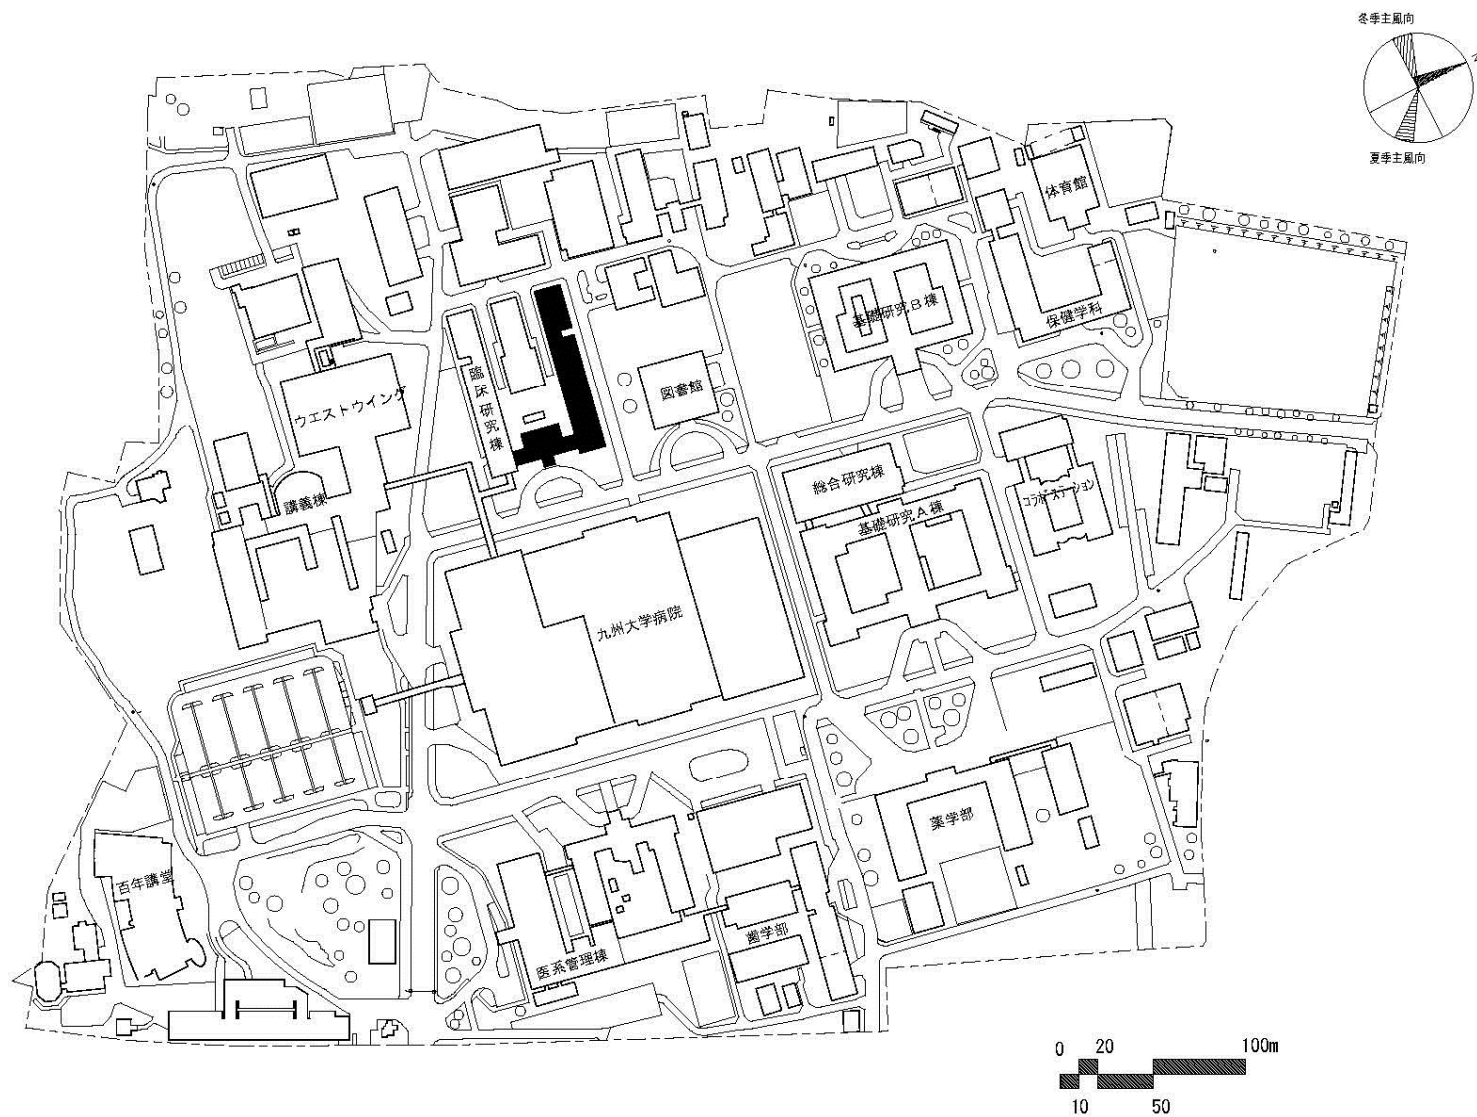 冬季主風向
夏季主風向
体育館
基礎研究B棟
保健学科
臨床研究棟
ウエストウイング
図書館
総合研究棟
コラボステーション
講義棟
基礎研究A棟
九州大学病院
薬学部
百年講堂
歯学部
医系管理棟
0 20 100m
10 50